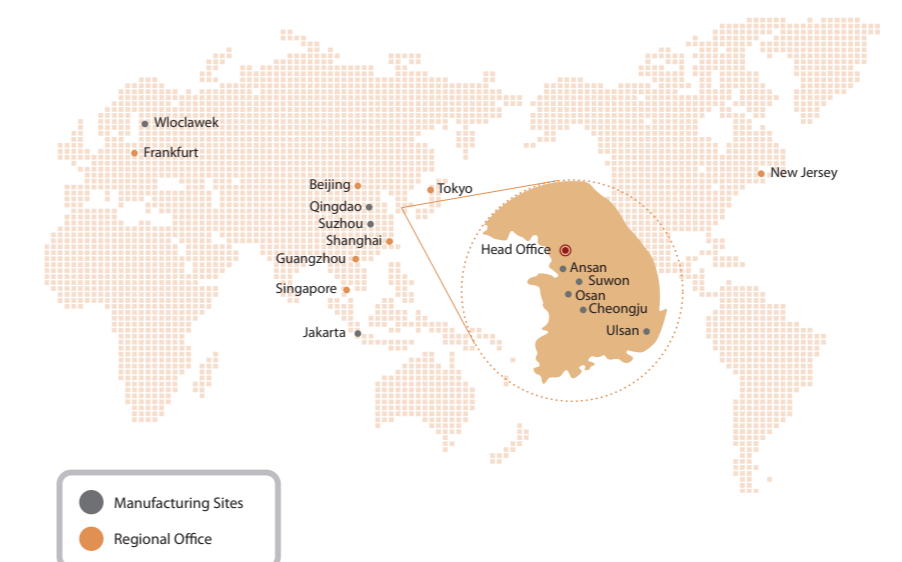 Wloclawek
Frankfurt
New Jersey
Beijing
Tokyo
Qingdao
Suzhou
Shanghai
Head Office
Guangzhou
Ansan
Suwon
Singapore
Osan
Cheongju
Jakarta
Ulsan
Manufacturing Sites
Regional Office